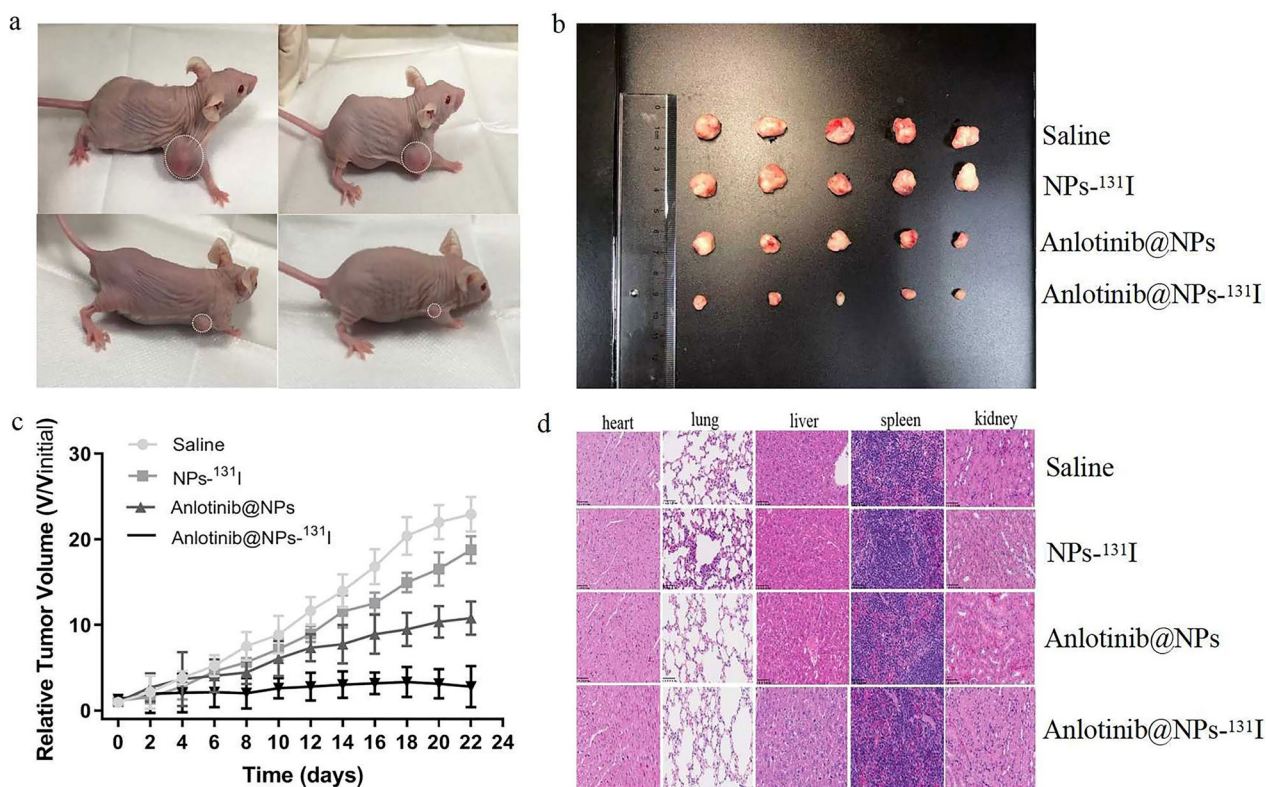 a
b
Saline
NPs-¹³¹I
Anlotinib@NPs
Anlotinib@NPs-¹³¹I
c
Relative Tumor Volume (V/Vinitial)
30
20
10
0
Saline
NPs-¹³¹I
Anlotinib@NPs
Anlotinib@NPs-¹³¹I
0 2 4 6 8 10 12 14 16 18 20 22 24
Time (days)
d
heart lung liver spleen kidney
Saline
NPs-¹³¹I
Anlotinib@NPs
Anlotinib@NPs-¹³¹I